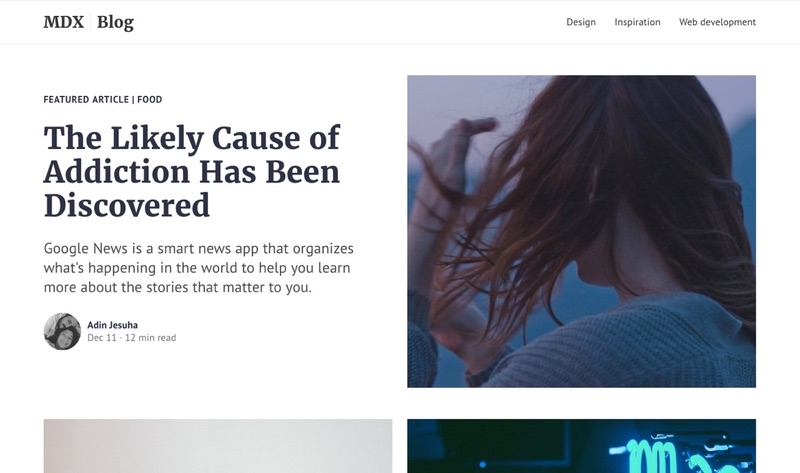 MDX Blog
Design Inspiration Web development
FEATURED ARTICLE | FOOD
The Likely Cause of
Addiction Has Been
Discovered
Google News is a smart news app that organizes
what's happening in the world to help you learn
more about the stories that matter to you.
Adin Jesuha
Dec 11 · 12 min read